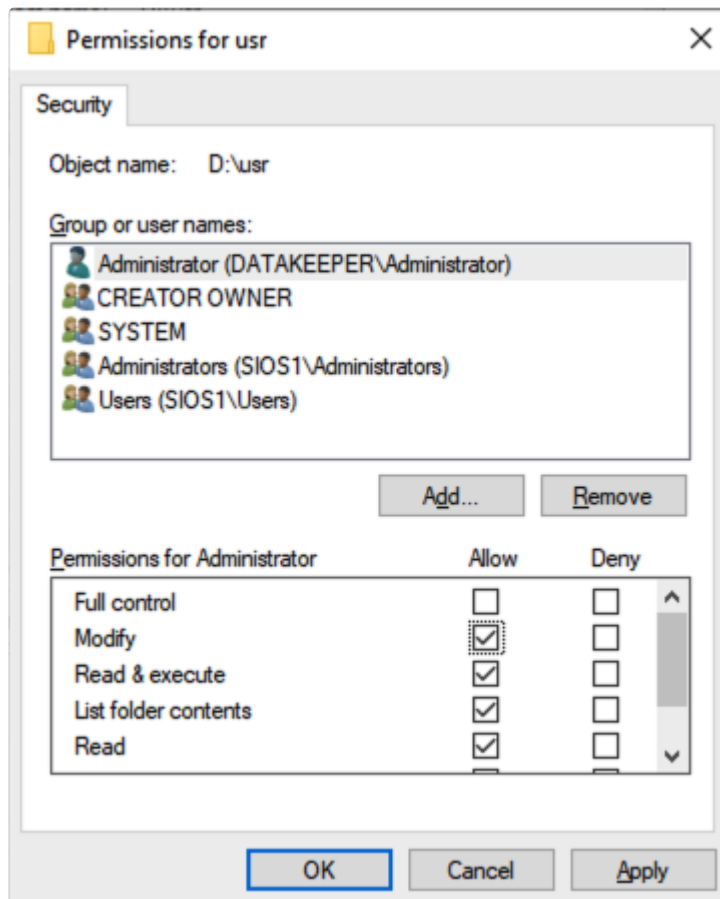 Permissions for usr
Security
Object name: D:\usr
Group or user names:
Administrator (DATAKEEPER\Administrator)
CREATOR OWNER
SYSTEM
Administrators (SIOS1\Administrators)
Users (SIOS1\Users)
Add... Remove
Permissions for Administrator Allow Deny
Full control
Modify
Read & execute
List folder contents
Read
OK Cancel Apply